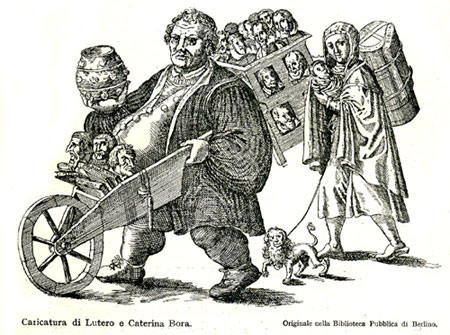 Caricatura di Lutero e Caterina Bora.
Originale nella Biblioteca Pubblica di Berlino.